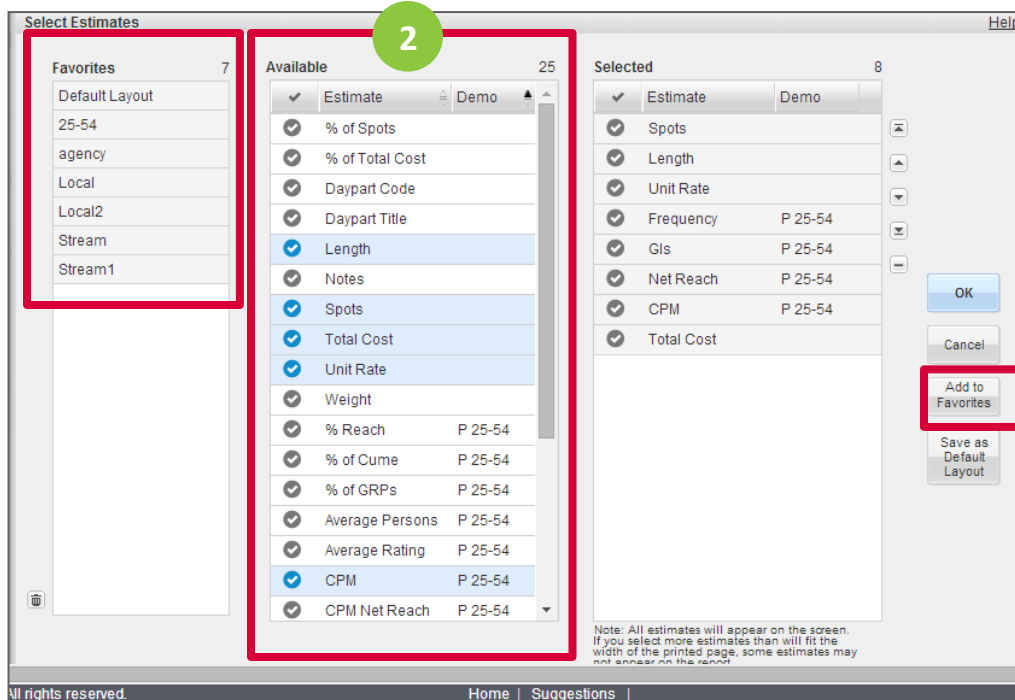 Select Estimates
Help
2
Favorites 7
Default Layout
25-54
agency
Local
Local2
Stream
Stream1
Available 25
Estimate Demo
% of Spots
% of Total Cost
Daypart Code
Daypart Title
Length
Notes
Spots
Total Cost
Unit Rate
Weight
% Reach P 25-54
% of Cume P 25-54
% of GRPs P 25-54
Average Persons P 25-54
Average Rating P 25-54
CPM P 25-54
CPM Net Reach P 25-54
Selected 8
Estimate Demo
Spots
Length
Unit Rate
Frequency P 25-54
GIs P 25-54
Net Reach P 25-54
CPM P 25-54
Total Cost
Note: All estimates will appear on the screen.
If you select more estimates than will fit the
width of the printed page, some estimates may
not appear on the report
OK
Cancel
Add to
Favorites
Save as
Default
Layout
All rights reserved.
Home | Suggestions |